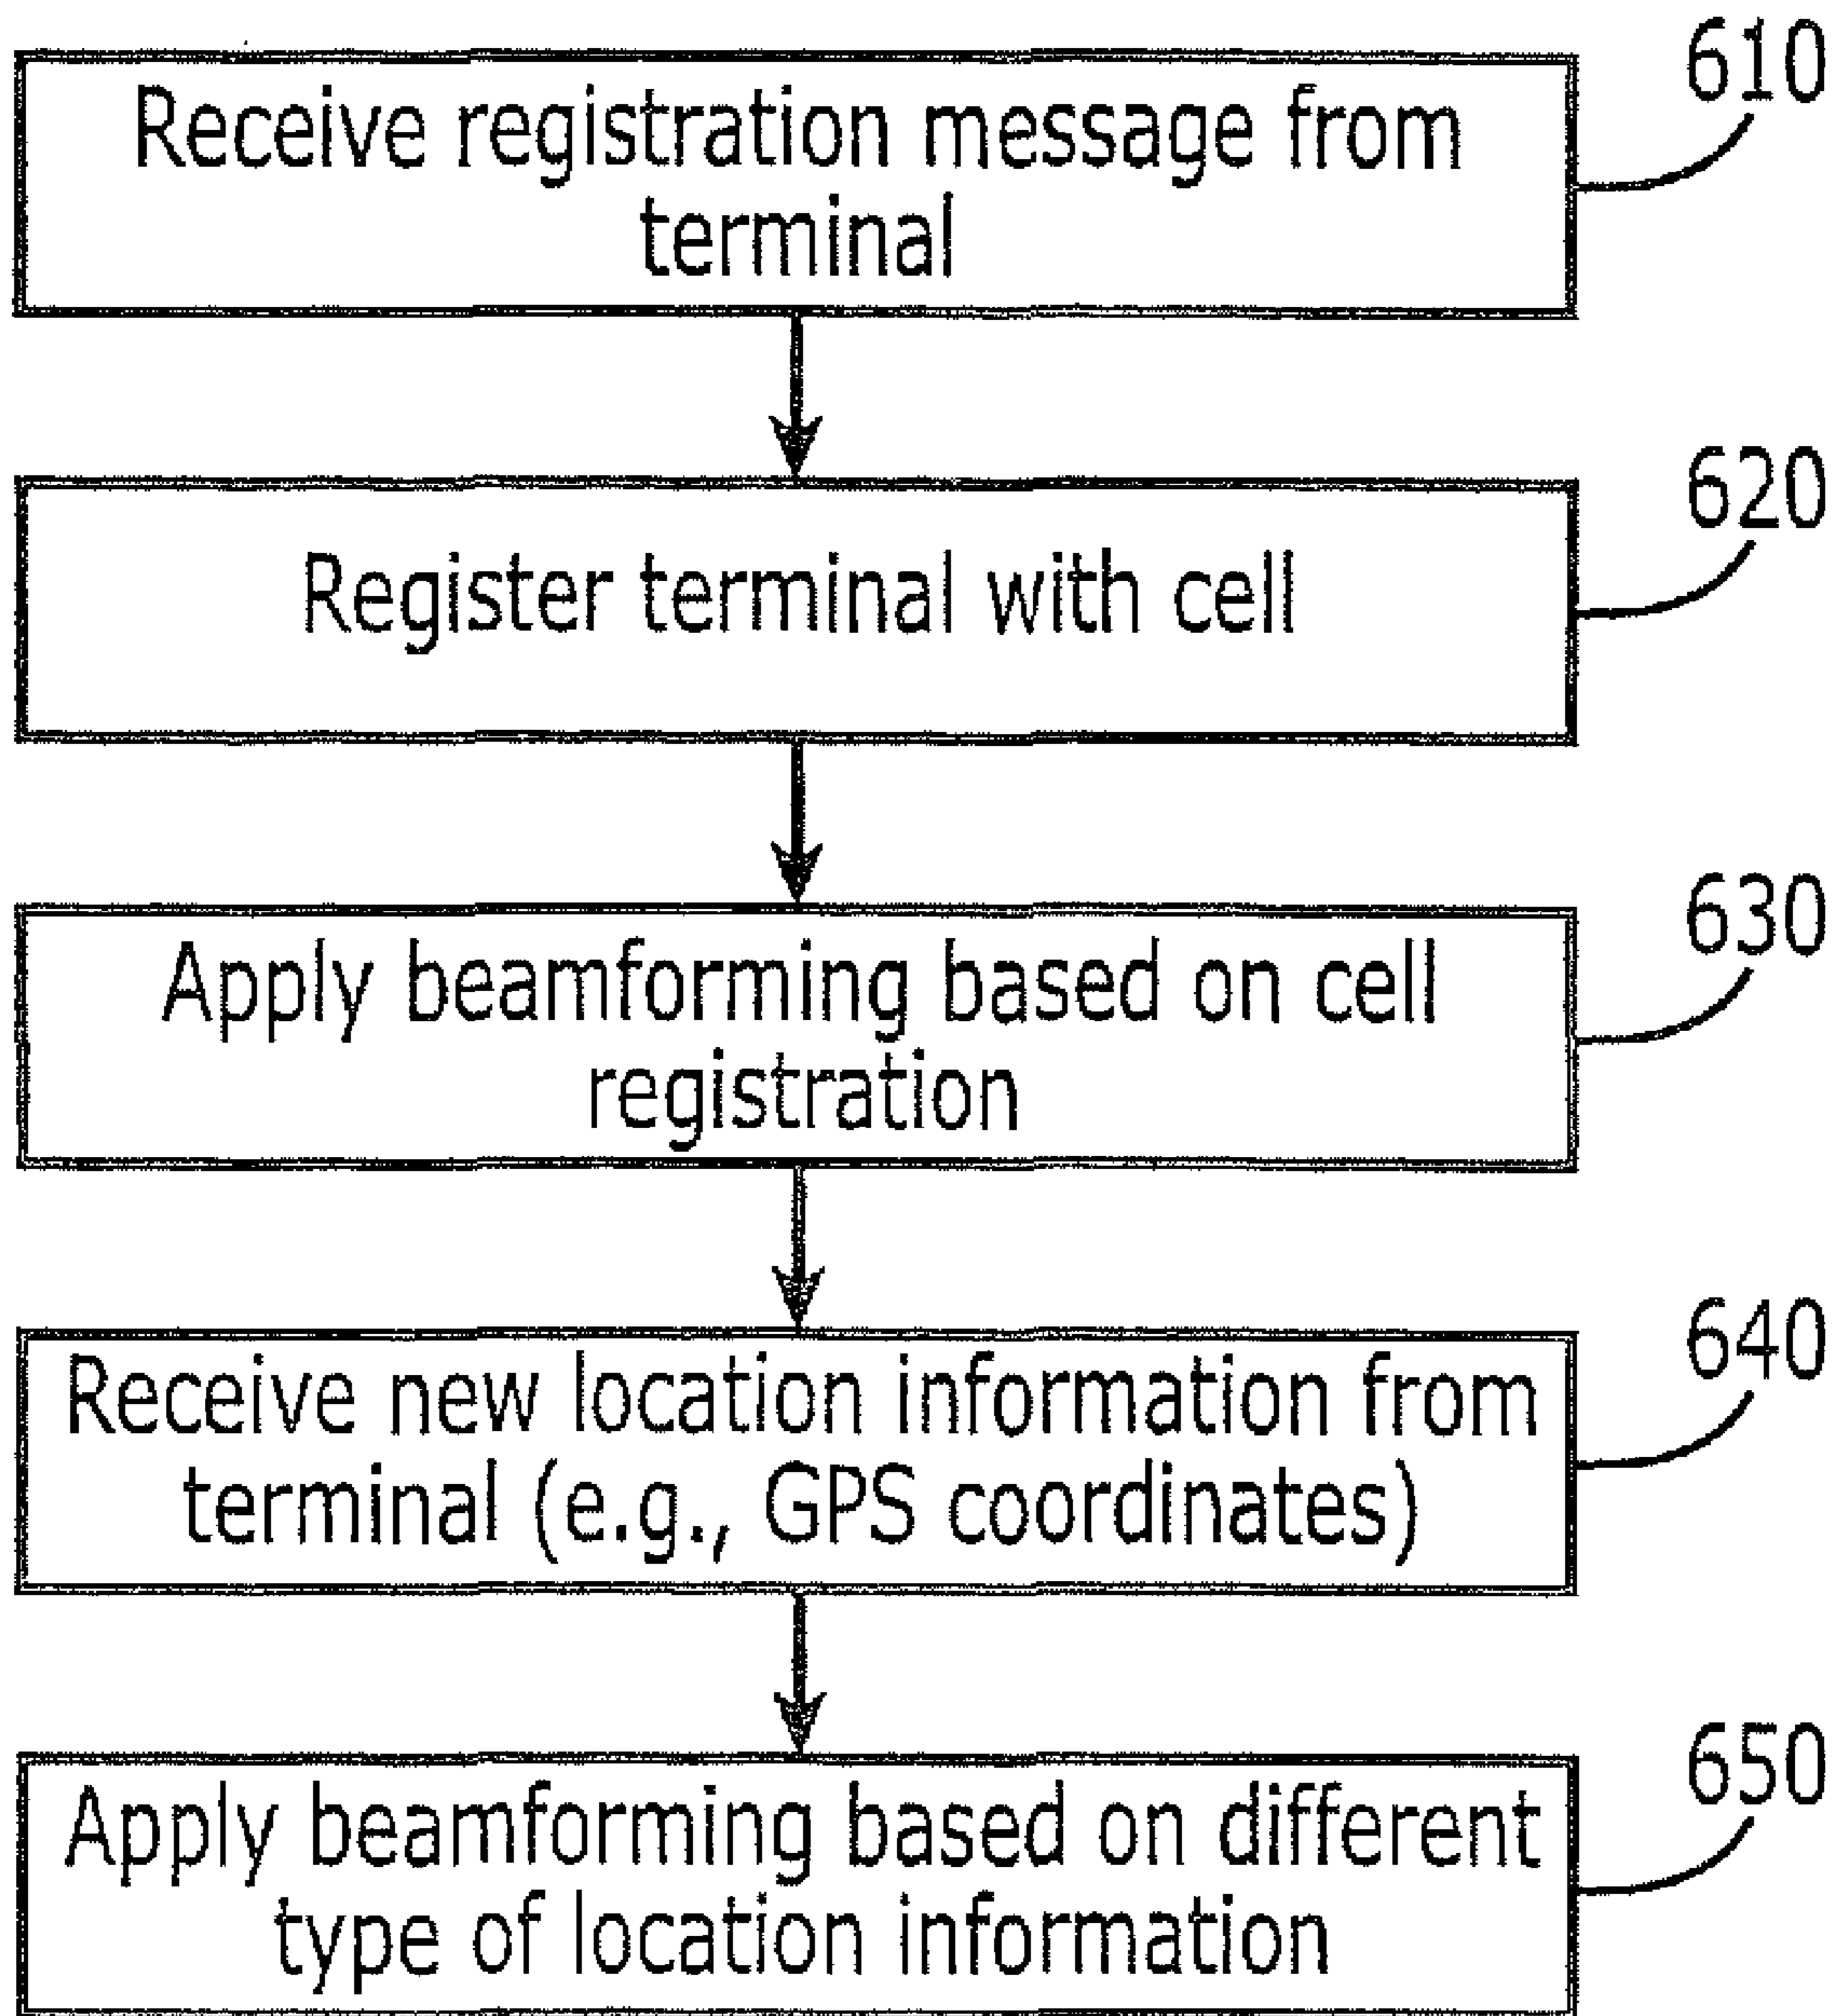 610
Receive registration message from
terminal
620
Register terminal with cell
630
Apply beamforming based on cell
registration
640
Receive new location information from
terminal (e.g., GPS coordinates)
650
Apply beamforming based on different
type of location information